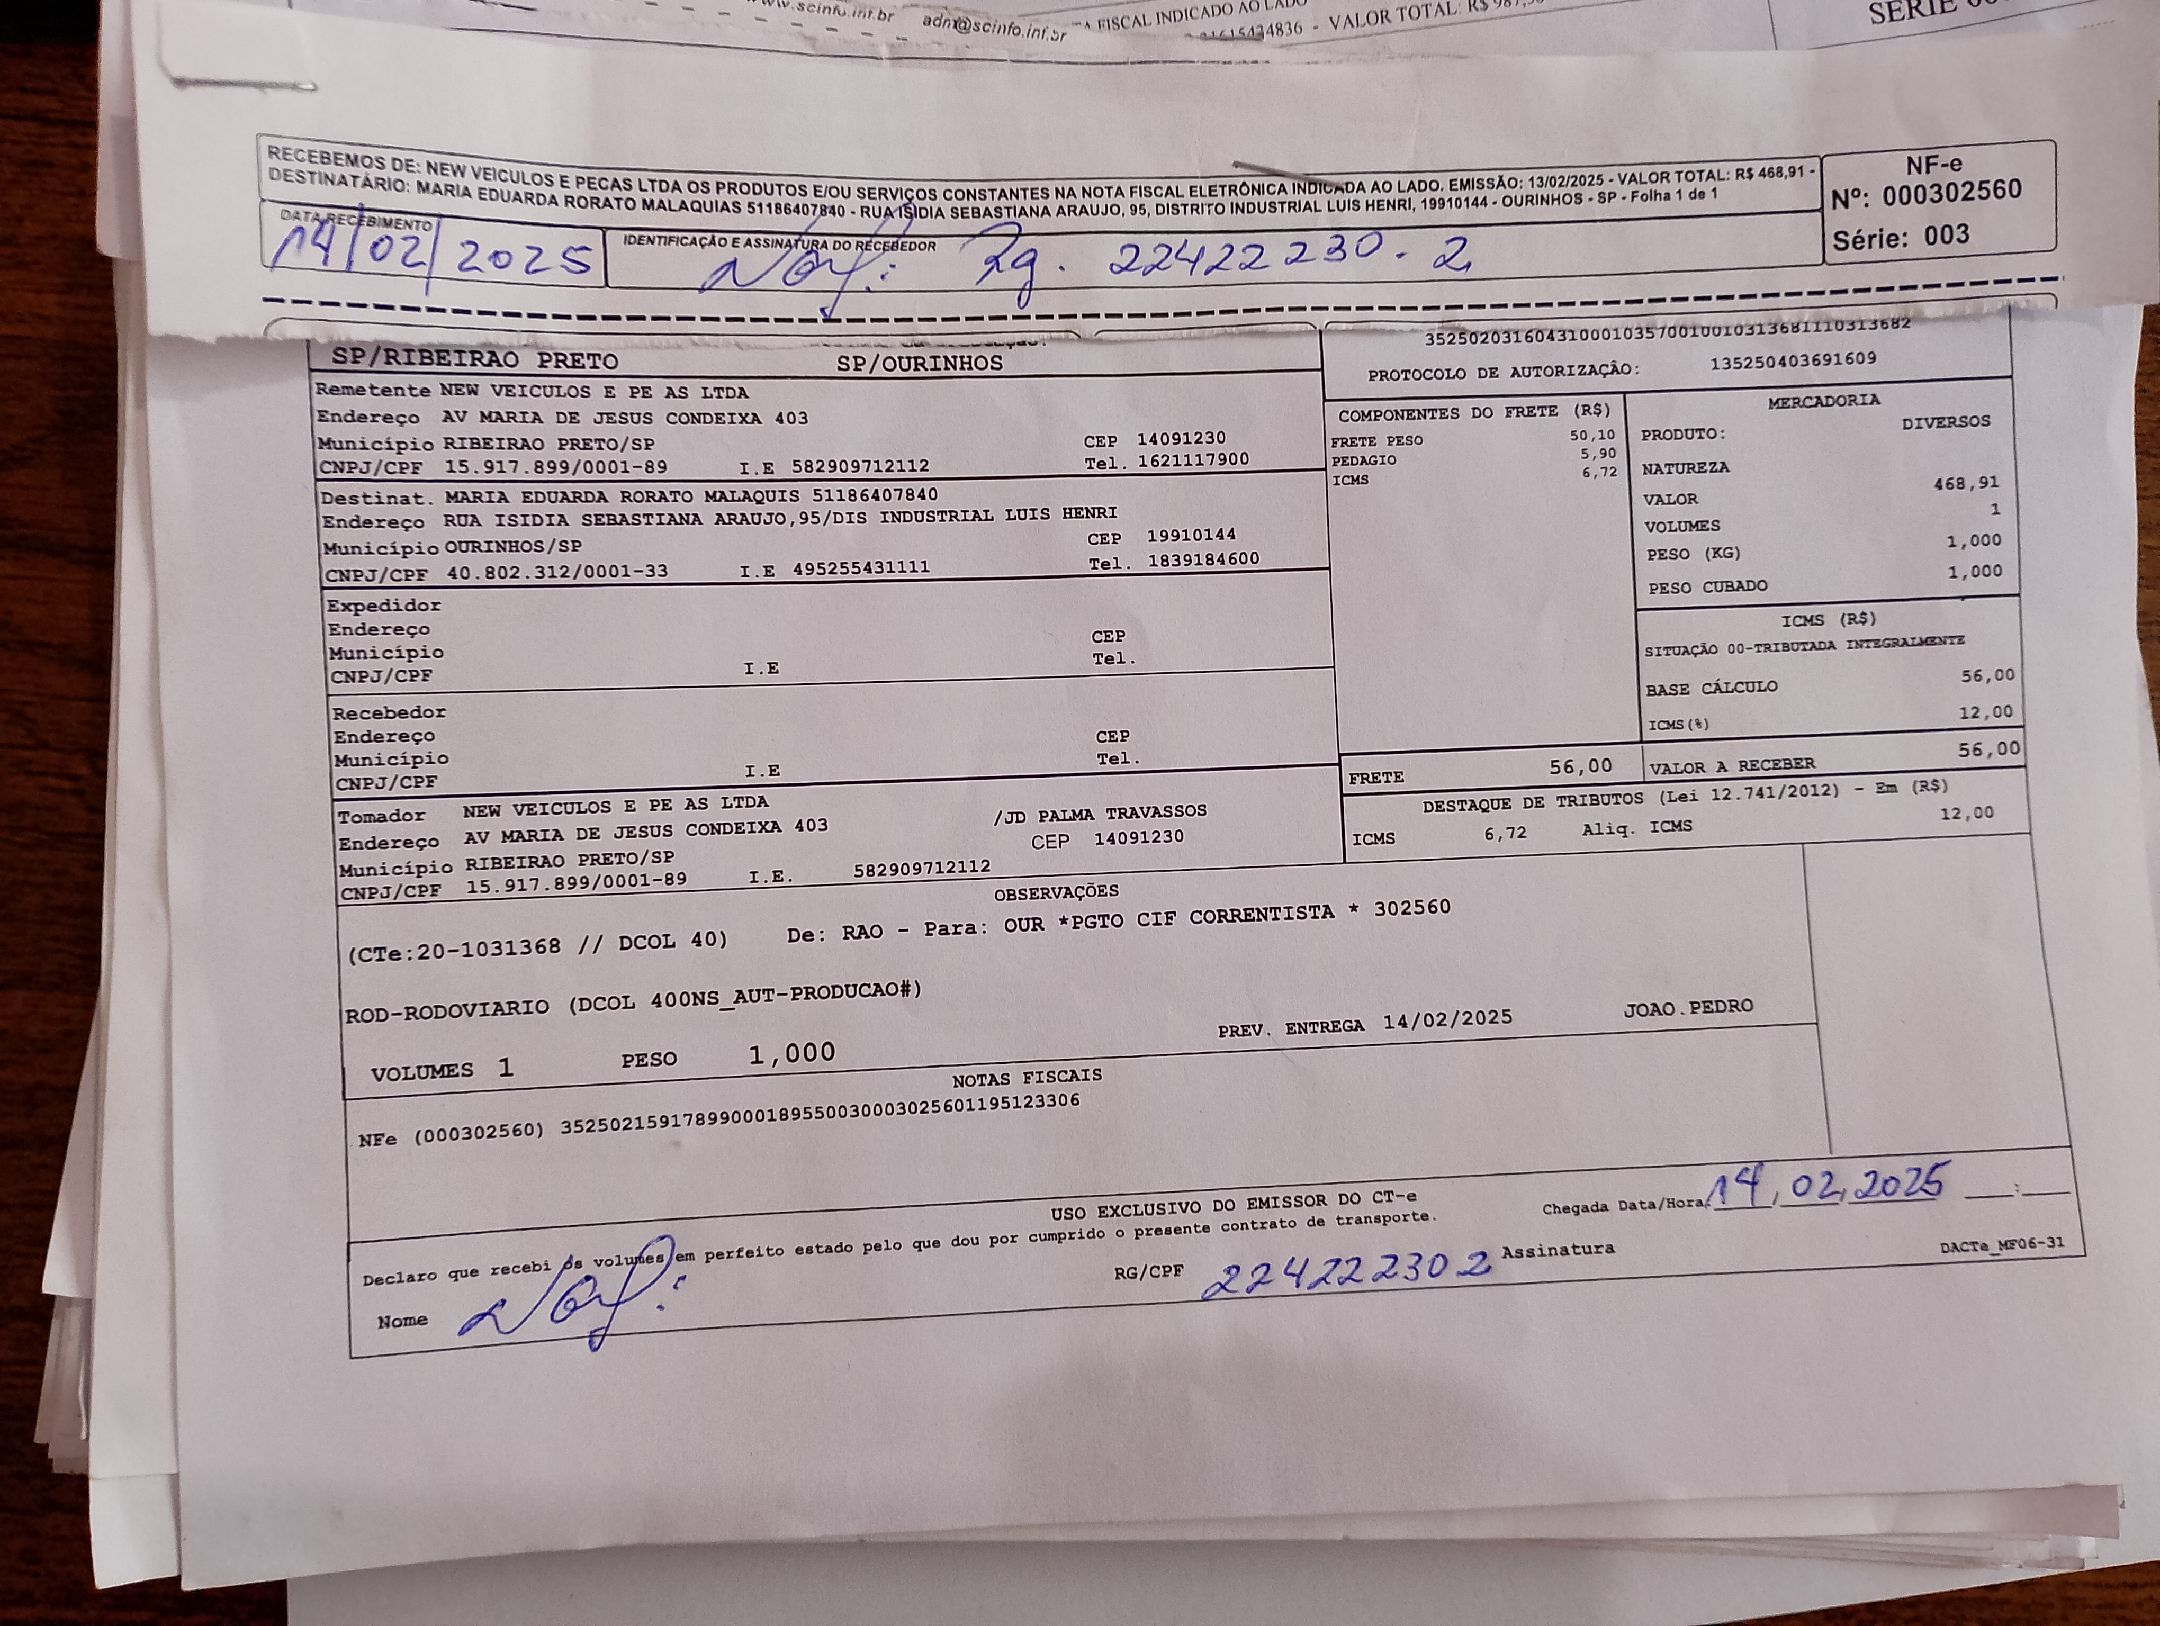 www.scinfo.inf.br adm@scinfo.inf.br
FISCAL INDICADO AO LADO
4836 - VALOR TOTAL: R$
SÉRIE
RECEBEMOS DE: NEW VEICULOS E PECAS LTDA OS PRODUTOS E/OU SERVIÇOS CONSTANTES NA NOTA FISCAL ELETRÔNICA INDICADA AO LADO. EMISSÃO: 13/02/2025 - VALOR TOTAL: R$ 468,91 -
DESTINATÁRIO: MARIA EDUARDA RORATO MALAQUIAS 51186407840 - RUA ISIDIA SEBASTIANA ARAUJO, 95, DISTRITO INDUSTRIAL LUIS HENRI, 19910144 - OURINHOS - SP - Folha 1 de 1
NF-e
Nº: 000302560
Série: 003
DATA RECEBIMENTO
14/02/2025
IDENTIFICAÇÃO E ASSINATURA DO RECEBEDOR
Rg. 22422230.2
SP/RIBEIRAO PRETO SP/OURINHOS
35250203160431000103570010010313681110313682
PROTOCOLO DE AUTORIZAÇÃO: 135250403691609
Remetente NEW VEICULOS E PE AS LTDA
Endereço AV MARIA DE JESUS CONDEIXA 403
Município RIBEIRAO PRETO/SP CEP 14091230
CNPJ/CPF 15.917.899/0001-89 I.E 582909712112 Tel. 1621117900
Destinat. MARIA EDUARDA RORATO MALAQUIS 51186407840
Endereço RUA ISIDIA SEBASTIANA ARAUJO,95/DIS INDUSTRIAL LUIS HENRI
Município OURINHOS/SP CEP 19910144
CNPJ/CPF 40.802.312/0001-33 I.E 495255431111 Tel. 1839184600
Expedidor
Endereço
Município CEP
CNPJ/CPF I.E Tel.
Recebedor
Endereço
Município CEP
CNPJ/CPF I.E Tel.
Tomador NEW VEICULOS E PE AS LTDA
Endereço AV MARIA DE JESUS CONDEIXA 403 /JD PALMA TRAVASSOS
Município RIBEIRAO PRETO/SP CEP 14091230
CNPJ/CPF 15.917.899/0001-89 I.E. 582909712112
COMPONENTES DO FRETE (R$)
FRETE PESO 50,10
PEDAGIO 5,90
ICMS 6,72
MERCADORIA
PRODUTO: DIVERSOS
NATUREZA
VALOR 468,91
VOLUMES 1
PESO (KG) 1,000
PESO CUBADO 1,000
ICMS (R$)
SITUAÇÃO 00-TRIBUTADA INTEGRALMENTE
BASE CÁLCULO 56,00
ICMS(%) 12,00
FRETE 56,00 VALOR A RECEBER 56,00
DESTAQUE DE TRIBUTOS (Lei 12.741/2012) - Em (R$)
ICMS 6,72 Aliq. ICMS 12,00
OBSERVAÇÕES
(CTe:20-1031368 // DCOL 40) De: RAO - Para: OUR *PGTO CIF CORRENTISTA * 302560
ROD-RODOVIARIO (DCOL 400NS_AUT-PRODUCAO#)
VOLUMES 1 PESO 1,000 PREV. ENTREGA 14/02/2025 JOAO.PEDRO
NOTAS FISCAIS
NFe (000302560) 35250215917899000189550030003025601195123306
USO EXCLUSIVO DO EMISSOR DO CT-e
Declaro que recebi os volumes em perfeito estado pelo que dou por cumprido o presente contrato de transporte.
Chegada Data/Hora 14,02,2025 __:__
Nome RG/CPF 224222302 Assinatura
DACTe_MF06-31